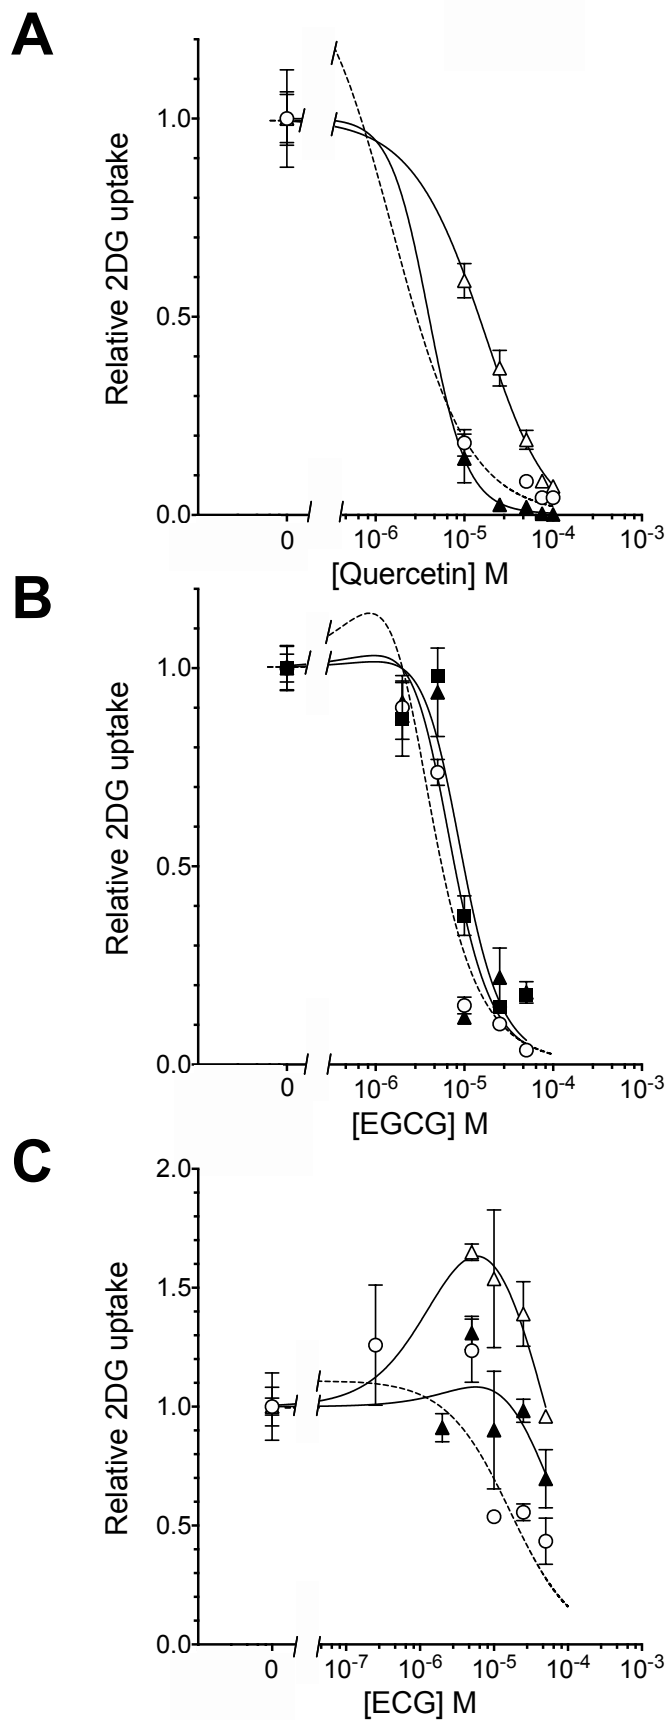 A
Relative 2DG uptake
1.0
0.5
0.0
0 10-6 10-5 10-4 10-3
[Quercetin] M
B
Relative 2DG uptake
1.0
0.5
0.0
0 10-6 10-5 10-4 10-3
[EGCG] M
C
Relative 2DG uptake
2.0
1.5
1.0
0.5
0.0
0 10-7 10-6 10-5 10-4 10-3
[ECG] M